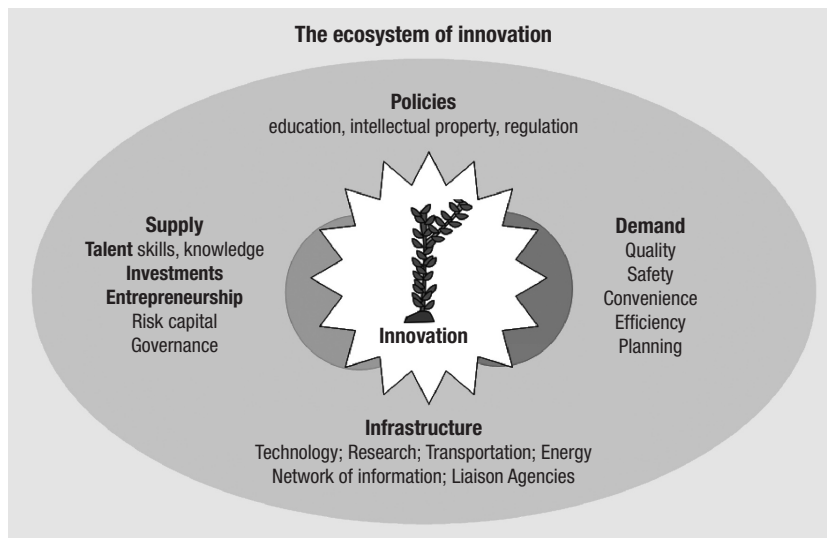 The ecosystem of innovation
Policies
education, intellectual property, regulation
Supply
Talent skills, knowledge
Investments
Entrepreneurship
Risk capital
Governance
Innovation
Demand
Quality
Safety
Convenience
Efficiency
Planning
Infrastructure
Technology; Research; Transportation; Energy
Network of information; Liaison Agencies